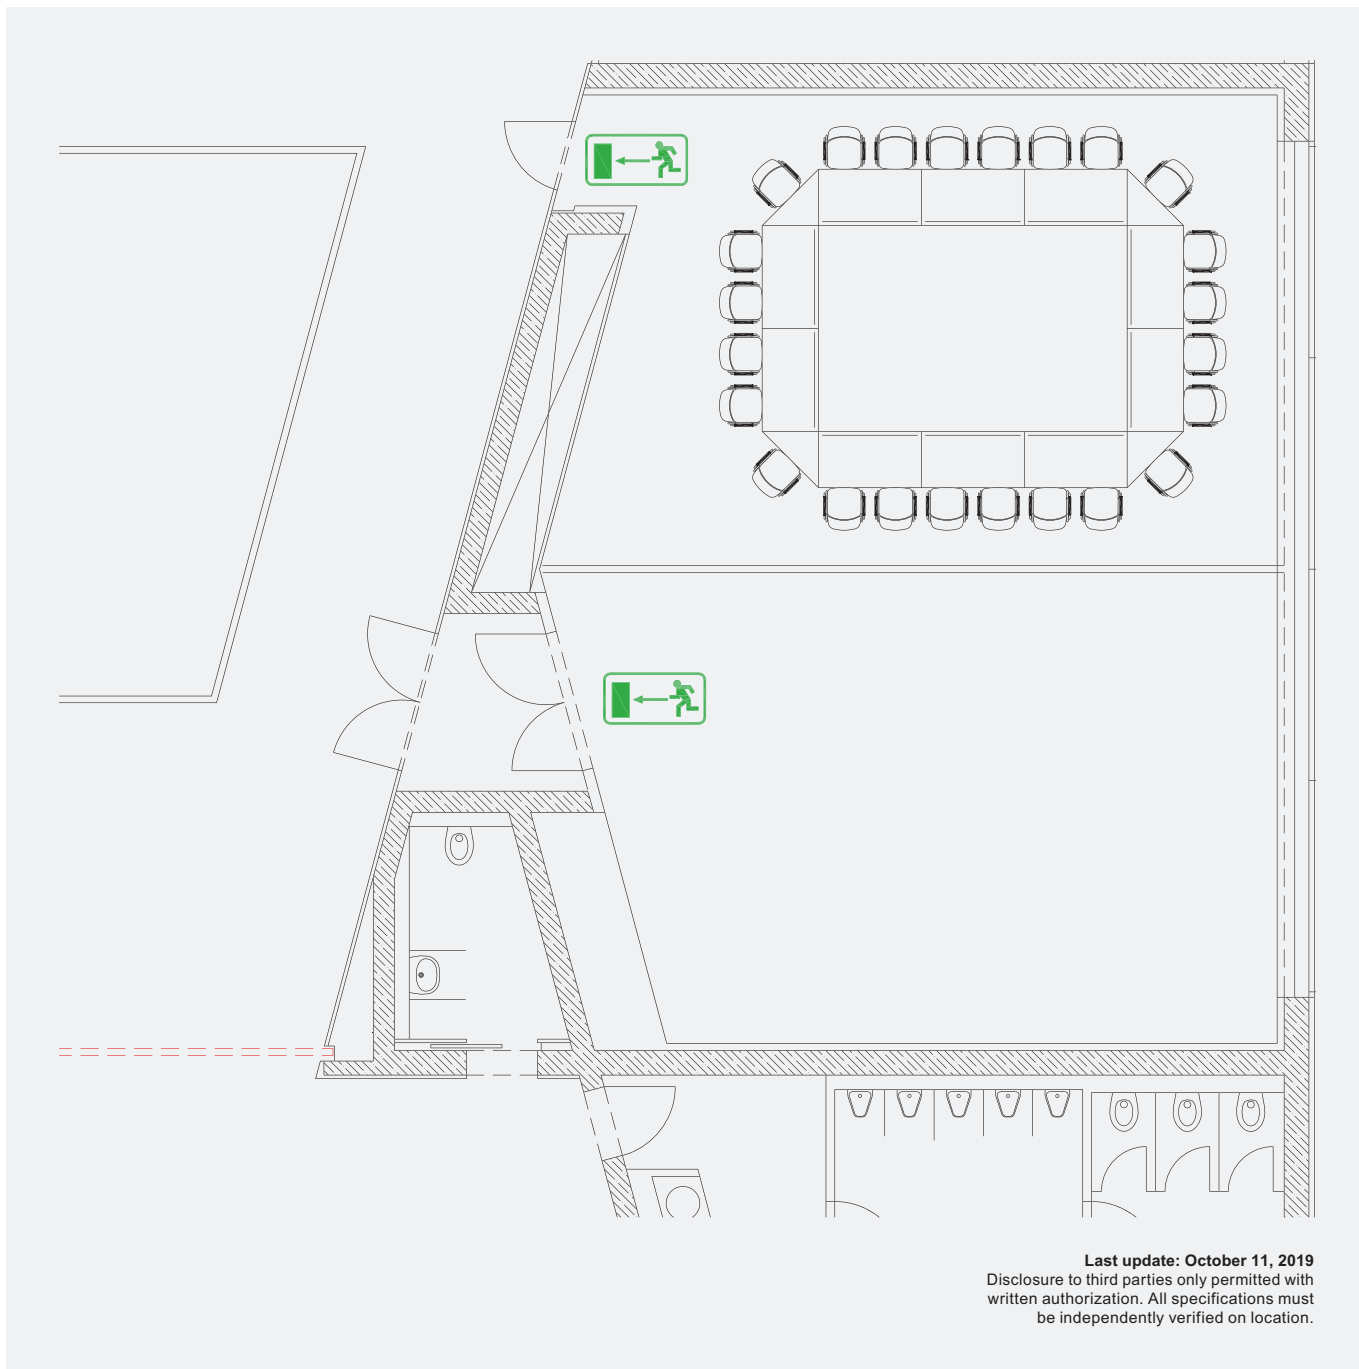 Last update: October 11, 2019
Disclosure to third parties only permitted with
written authorization. All specifications must
be independently verified on location.